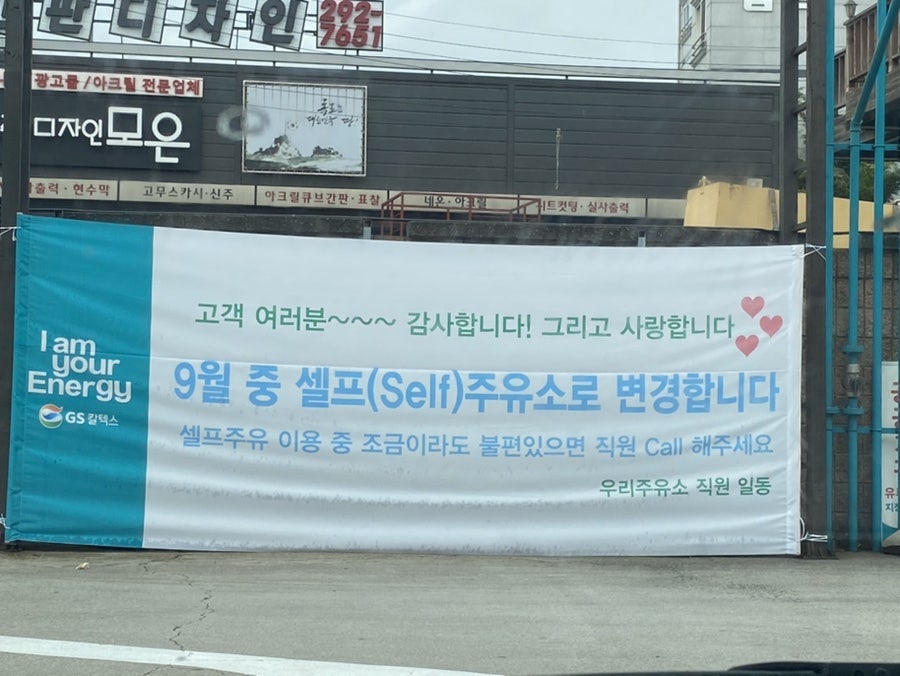 판디자인
292-
7651
광고물/아크릴 전문업체
디자인모은
출력·현수막
고무스카시·신주
아크릴큐브간판·표찰
네온·아크릴
시트컷팅·실사출력
고객 여러분~~~ 감사합니다! 그리고 사랑합니다
I am
your
Energy
GS칼텍스
9월 중 셀프(Self)주유소로 변경합니다
셀프주유 이용 중 조금이라도 불편있으면 직원 Call 해주세요
우리주유소 직원 일동